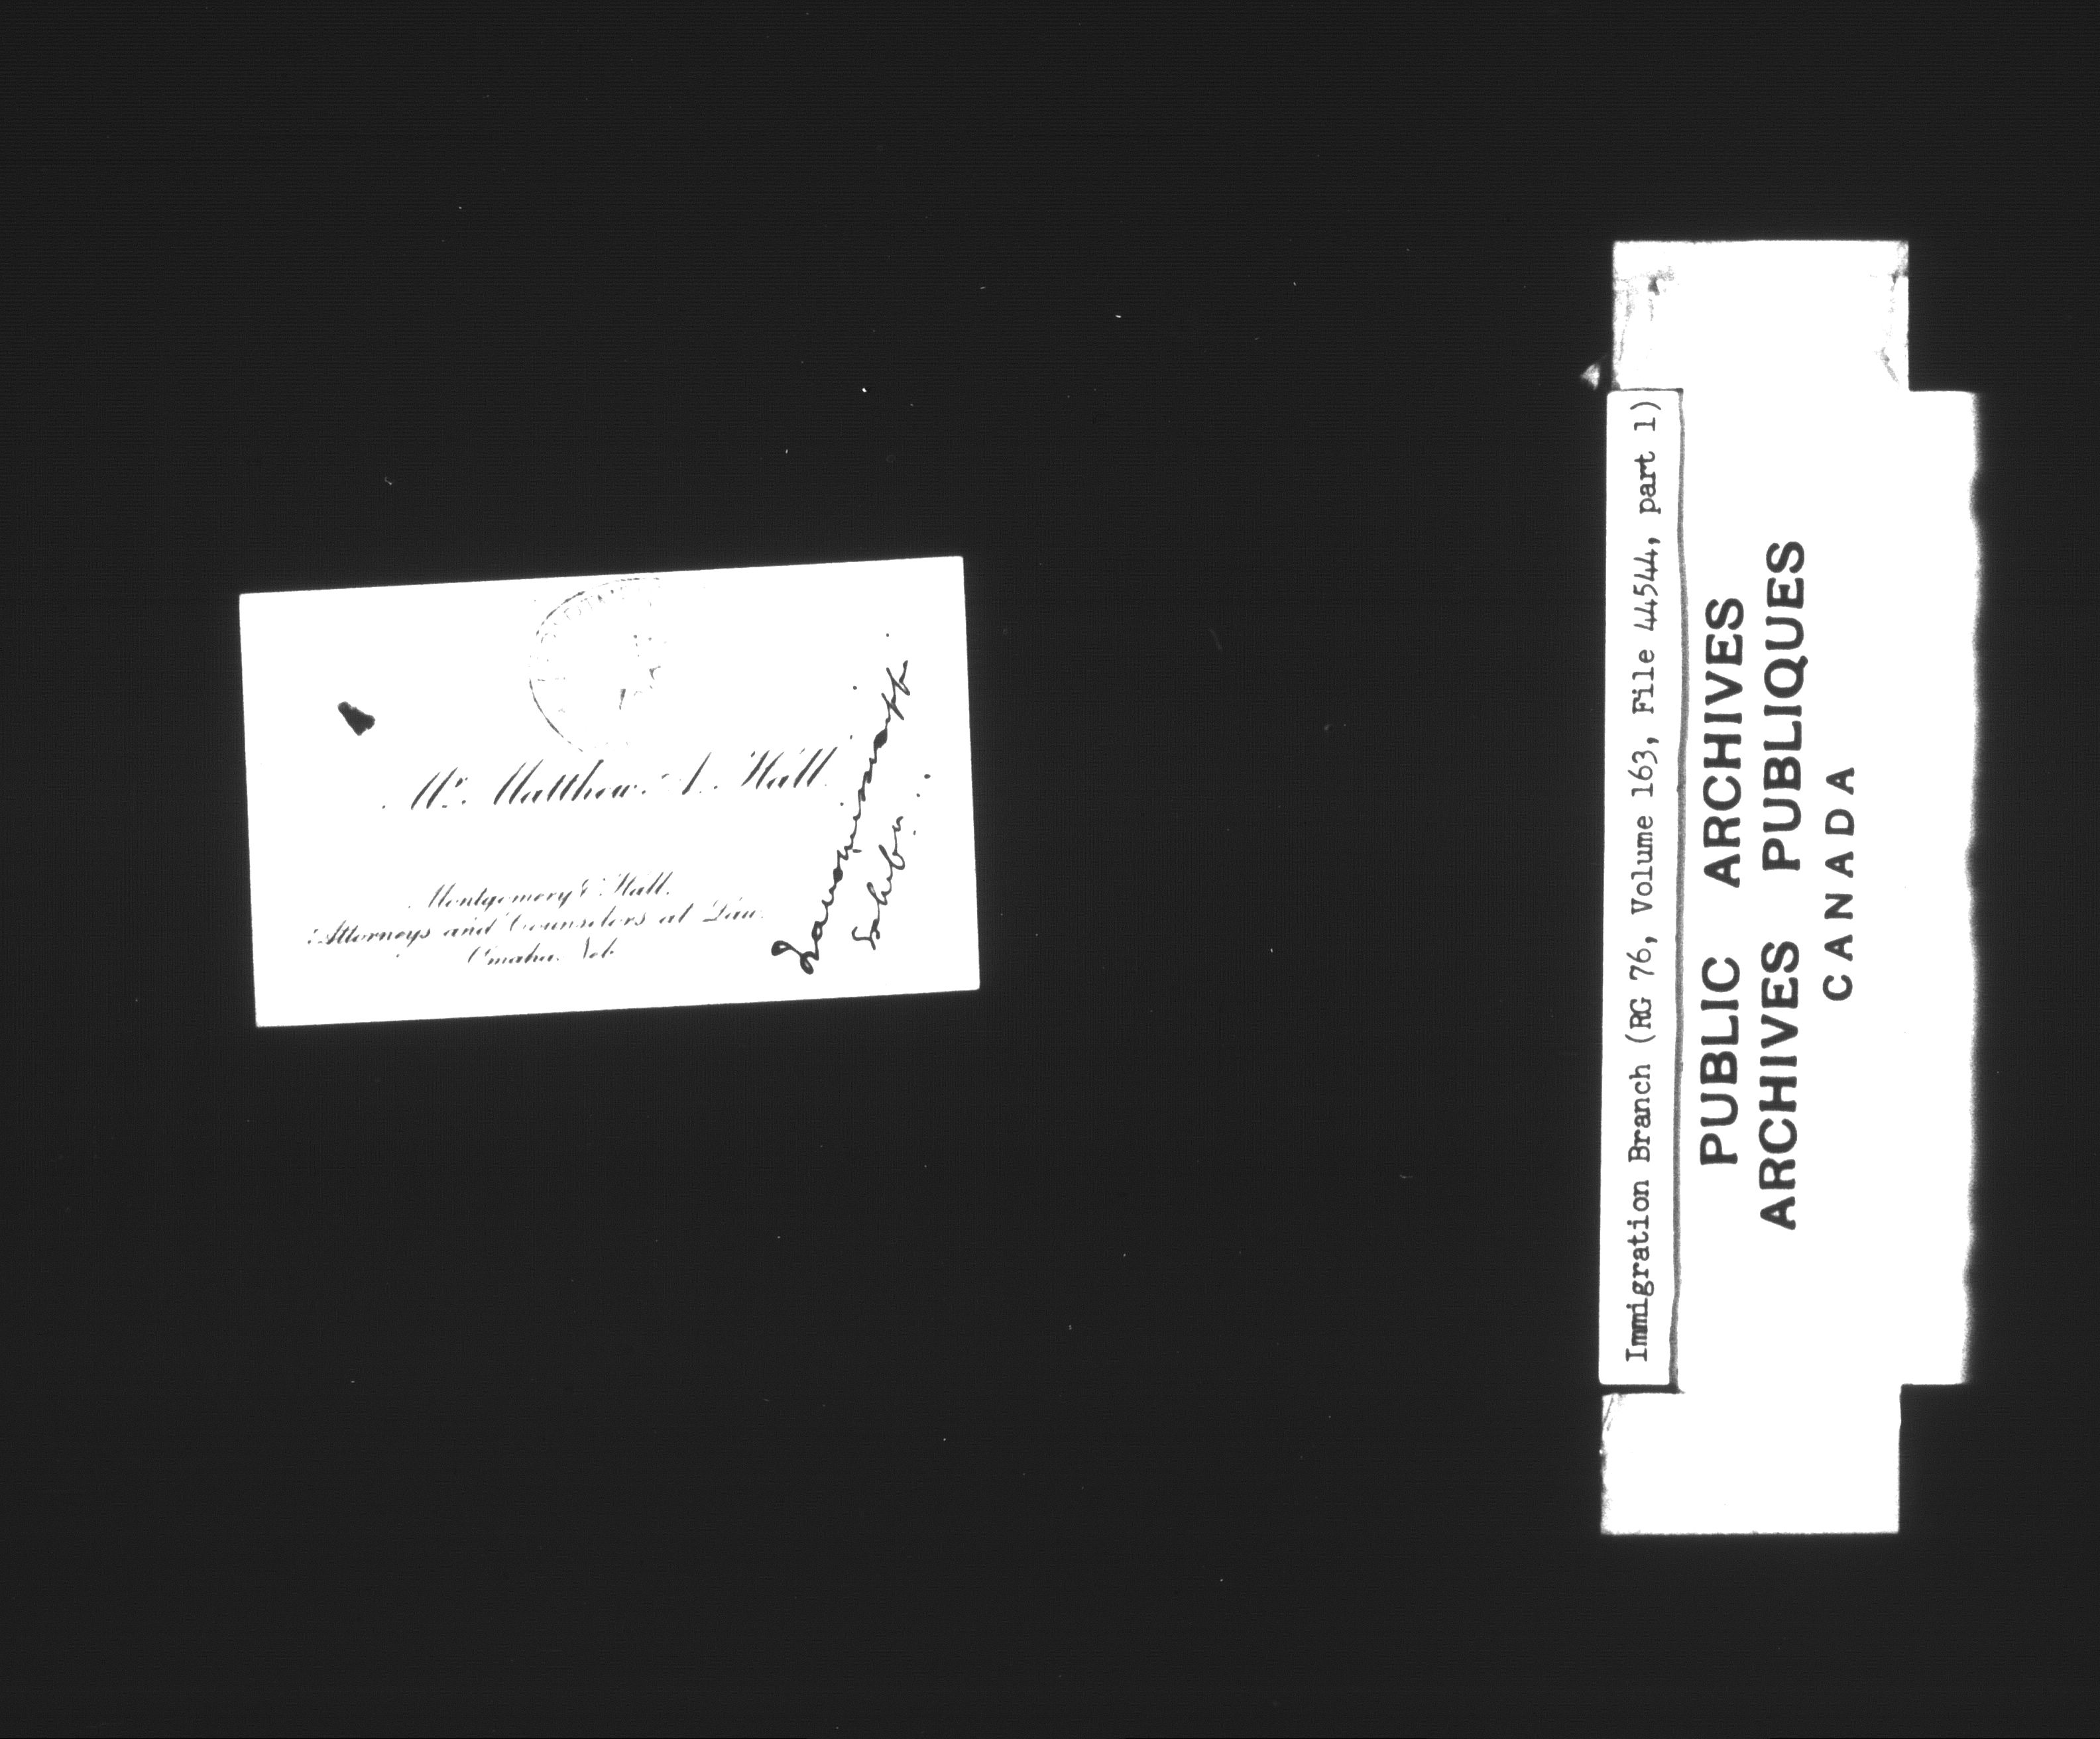 Mr. Matthew A. Hall.
Montgomery & Hall.
Attorneys and Counselors at Law.
Omaha. Neb.
Immigration Branch (RG 76, Volume 163, File 44544, part 1)
PUBLIC ARCHIVES
ARCHIVES PUBLIQUES
CANADA